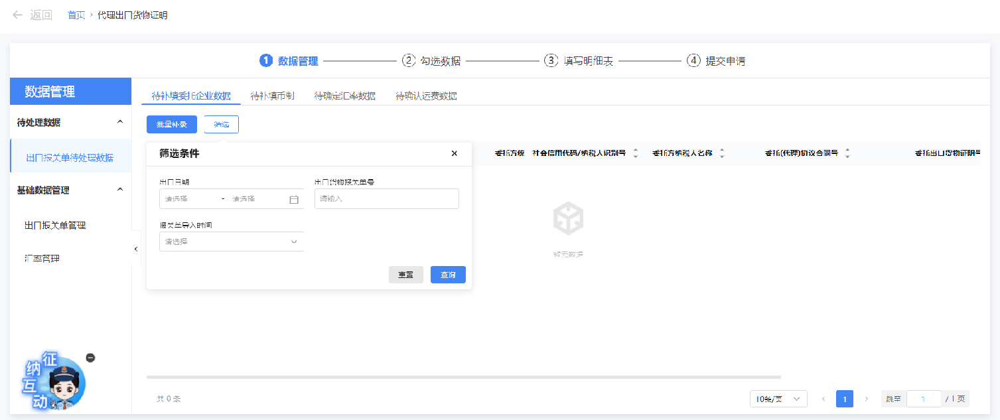 返回 首页 › 代理出口货物证明
1 数据管理 2 勾选数据 3 填写明细表 4 提交申请
数据管理
待处理数据
出口报关单待处理数据
基础数据管理
出口报关单管理
汇率管理
征纳互动
待补填委托企业数据 待补填币制 待确定汇率数据 待确认运费数据
批量补录 筛选
委托方统一社会信用代码/纳税人识别号 委托方纳税人名称 委托(代理)协议合同号 委托出口货物证明号
筛选条件
出口日期 出口货物报关单号
请选择 - 请选择 请输入
报关单导入时间
请选择
重置 查询
暂无数据
共 0 条 10条/页 1 跳至 1 / 1 页